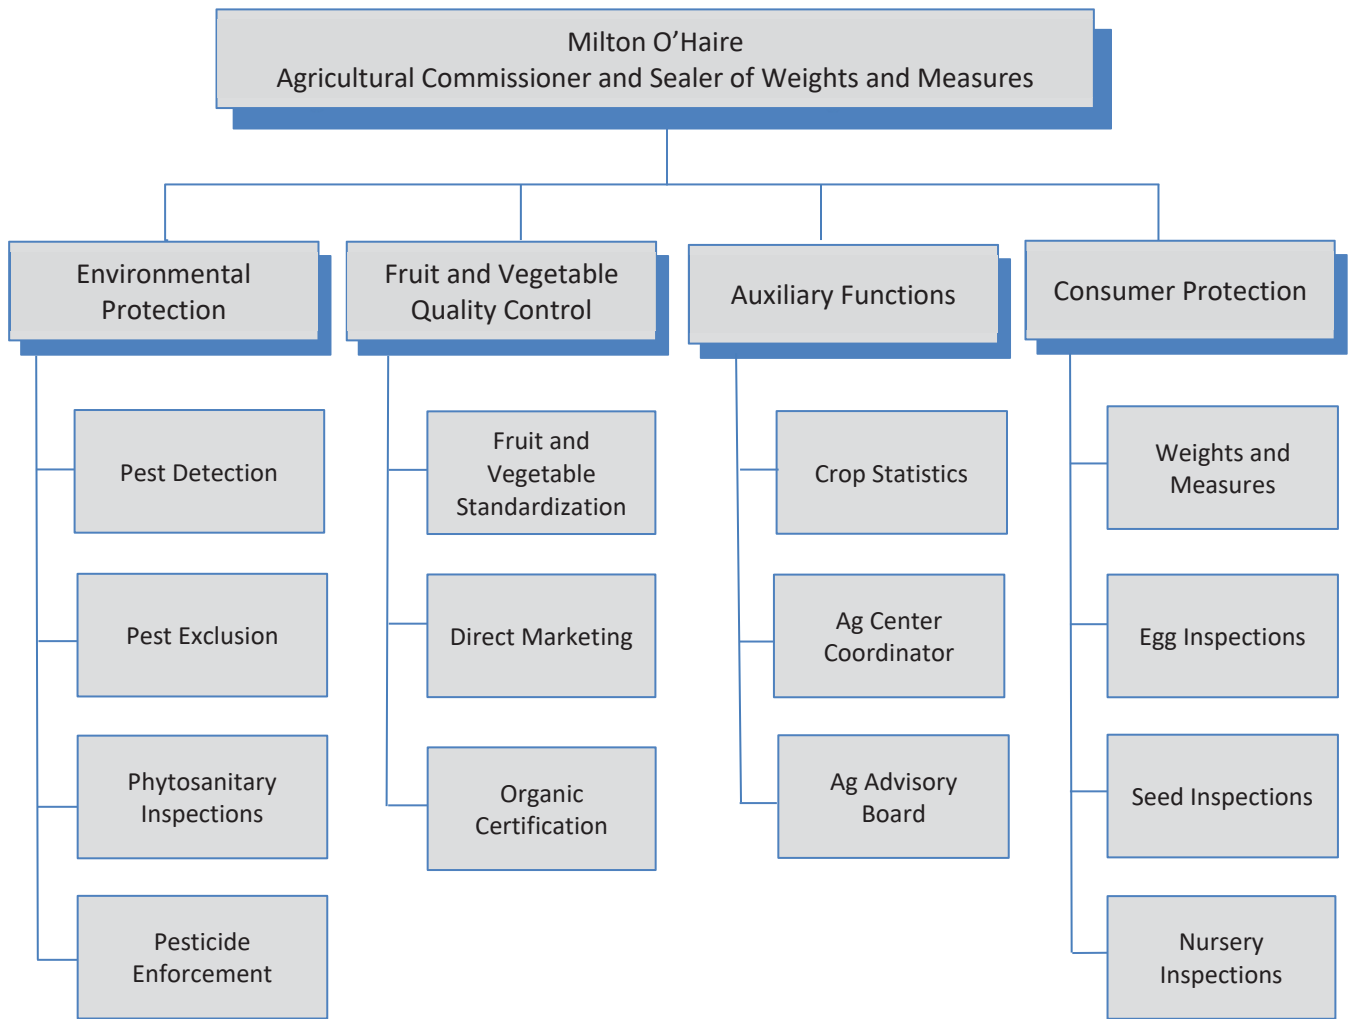 Milton O’Haire
Agricultural Commissioner and Sealer of Weights and Measures
Environmental
Protection
Fruit and Vegetable
Quality Control
Auxiliary Functions
Consumer Protection
Pest Detection
Pest Exclusion
Phytosanitary
Inspections
Pesticide
Enforcement
Fruit and
Vegetable
Standardization
Direct Marketing
Organic
Certification
Crop Statistics
Ag Center
Coordinator
Ag Advisory
Board
Weights and
Measures
Egg Inspections
Seed Inspections
Nursery
Inspections